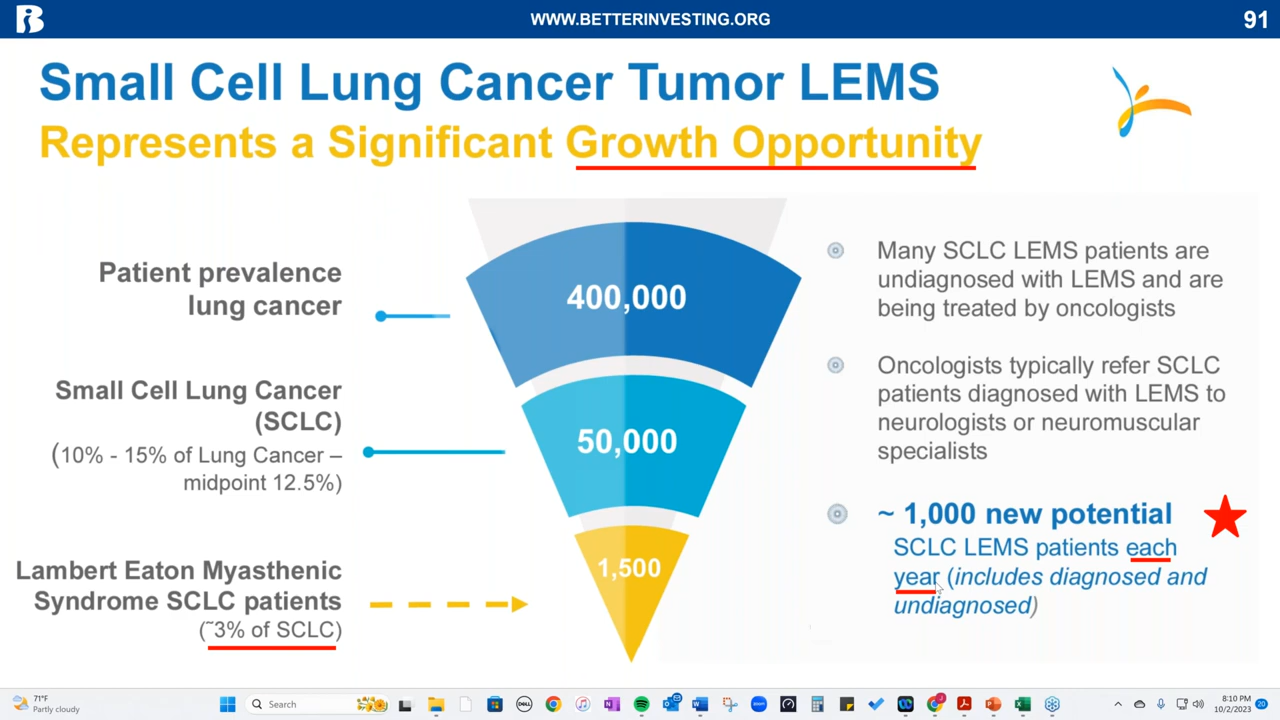 WWW.BETTERINVESTING.ORG
91
Small Cell Lung Cancer Tumor LEMS
Represents a Significant Growth Opportunity
Patient prevalence
lung cancer
400,000
Small Cell Lung Cancer
(SCLC)
(10% - 15% of Lung Cancer –
midpoint 12.5%)
50,000
Lambert Eaton Myasthenic
Syndrome SCLC patients
(~3% of SCLC)
1,500
Many SCLC LEMS patients are
undiagnosed with LEMS and are
being treated by oncologists
Oncologists typically refer SCLC
patients diagnosed with LEMS to
neurologists or neuromuscular
specialists
~ 1,000 new potential
SCLC LEMS patients each
year (includes diagnosed and
undiagnosed)
71°F
Partly cloudy
Search
DELL
8:10 PM
10/2/2023
20